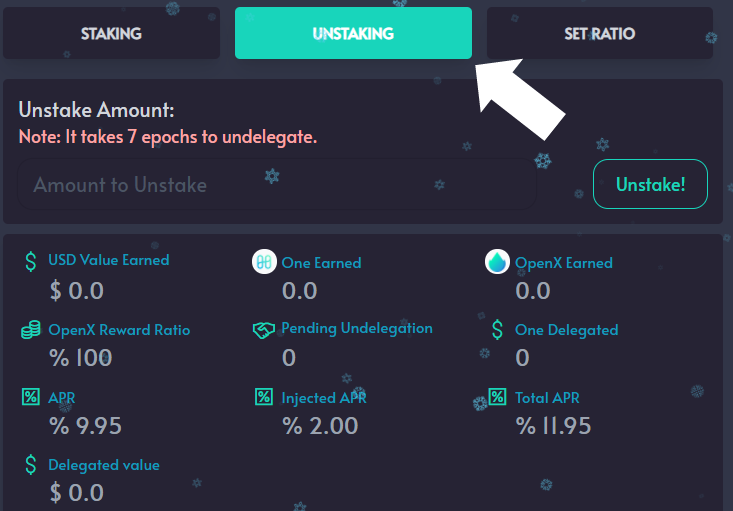 STAKING UNSTAKING SET RATIO
Unstake Amount:
Note: It takes 7 epochs to undelegate.
Amount to Unstake Unstake!
USD Value Earned One Earned OpenX Earned
$ 0.0 0.0 0.0
OpenX Reward Ratio Pending Undelegation One Delegated
% 100 0 0
APR Injected APR Total APR
% 9.95 % 2.00 % 11.95
Delegated value
$ 0.0